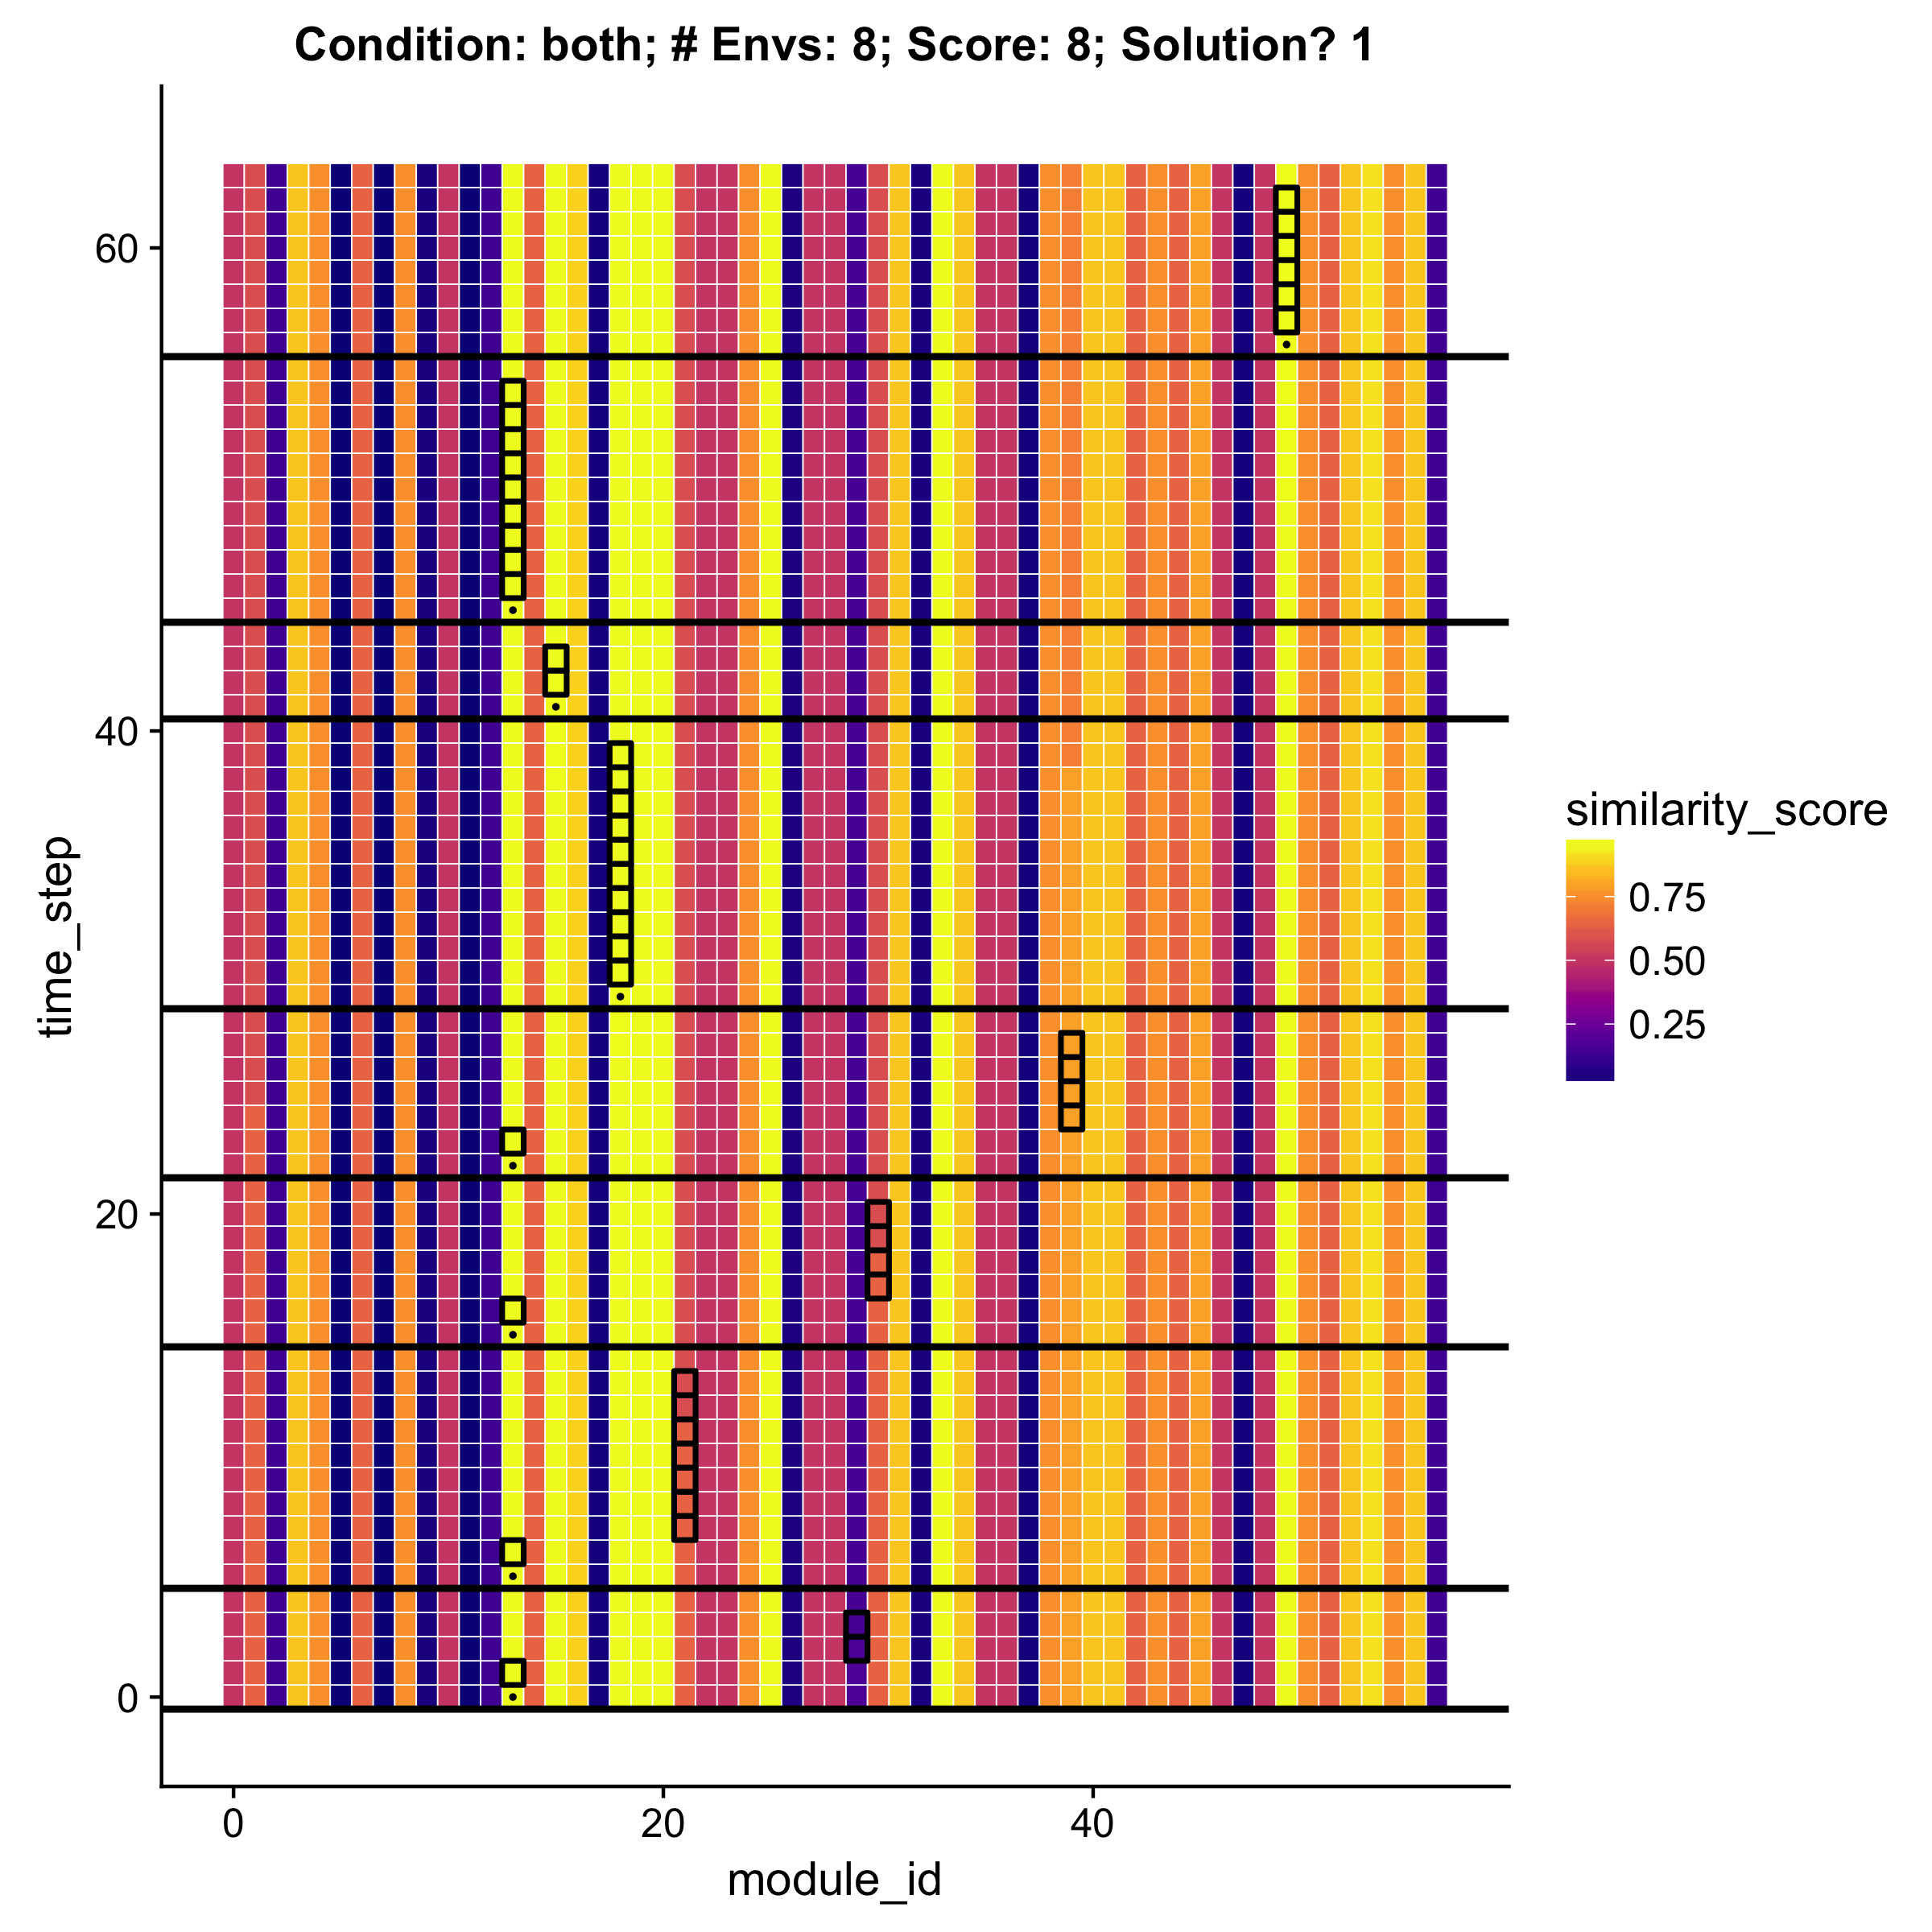 Condition: both; # Envs: 8; Score: 8; Solution? 1
60
40
20
0
time_step
0 20 40
module_id
similarity_score
0.75
0.50
0.25